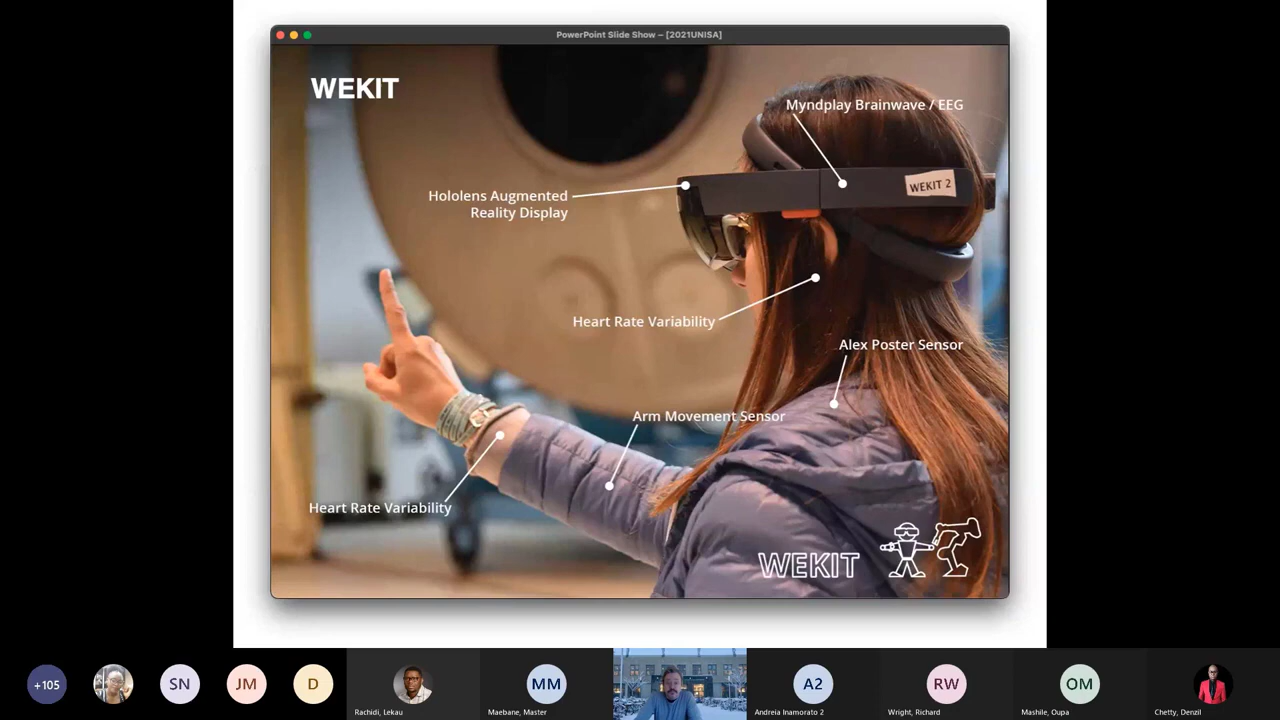 PowerPoint Slide Show – [2021UNISA]
WEKIT
Myndplay Brainwave / EEG
WEKIT 2
Hololens Augmented
Reality Display
Heart Rate Variability
Alex Poster Sensor
Arm Movement Sensor
Heart Rate Variability
WEKIT
+105
SN
JM
D
Rachidi, Lekau
MM
Maebane, Master
A2
Andreia Inamorato 2
RW
Wright, Richard
OM
Mashile, Oupa
Chetty, Denzil